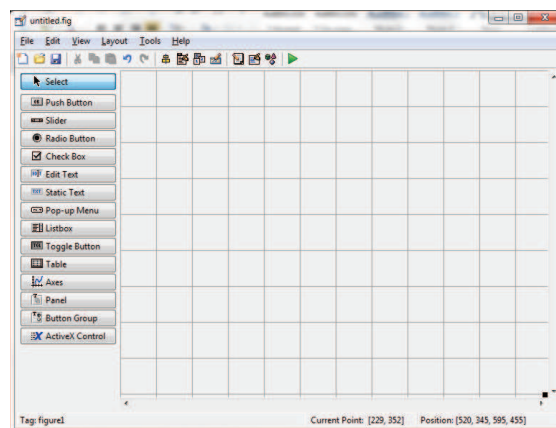 untitled.fig
File Edit View Layout Tools Help
Select
Push Button
Slider
Radio Button
Check Box
Edit Text
Static Text
Pop-up Menu
Listbox
Toggle Button
Table
Axes
Panel
Button Group
ActiveX Control
Tag: figure1 Current Point: [229, 352] Position: [520, 345, 595, 455]